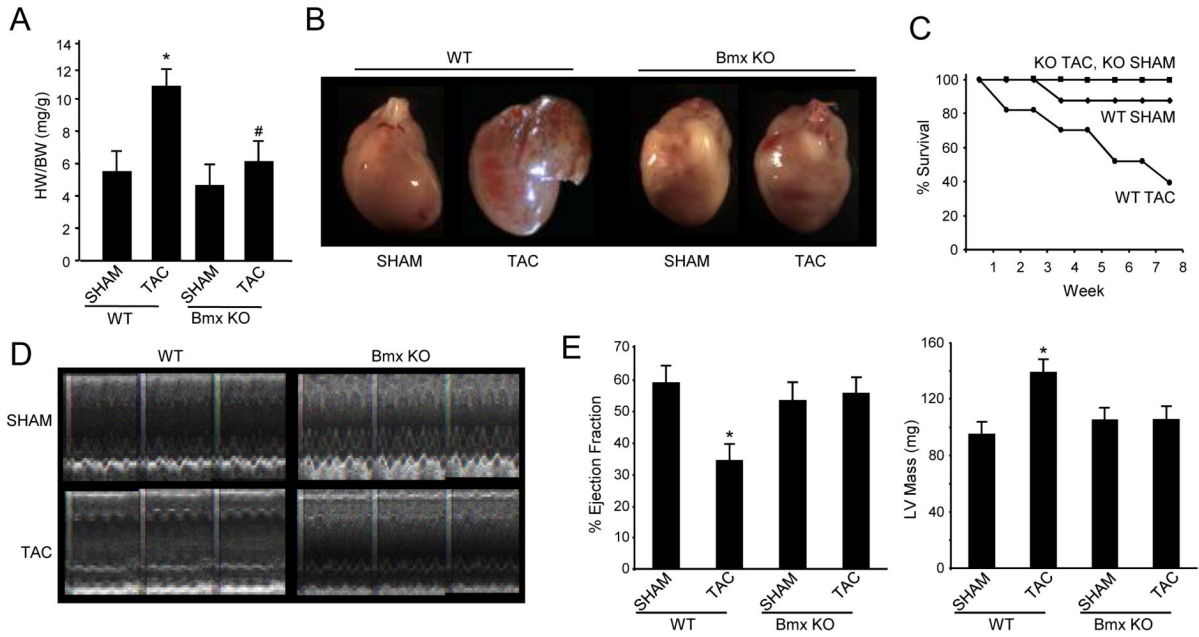 A
HW/BW (mg/g)
14
12
10
8
6
4
2
0
*
#
SHAM
TAC
SHAM
TAC
WT
Bmx KO
B
WT
Bmx KO
SHAM
TAC
SHAM
TAC
C
% Survival
100
80
60
40
20
0
KO TAC, KO SHAM
WT SHAM
WT TAC
1 2 3 4 5 6 7 8
Week
D
WT
Bmx KO
SHAM
TAC
E
% Ejection Fraction
70
60
50
40
30
20
10
0
*
SHAM
TAC
SHAM
TAC
WT
Bmx KO
LV Mass (mg)
160
120
80
40
0
*
SHAM
TAC
SHAM
TAC
WT
Bmx KO